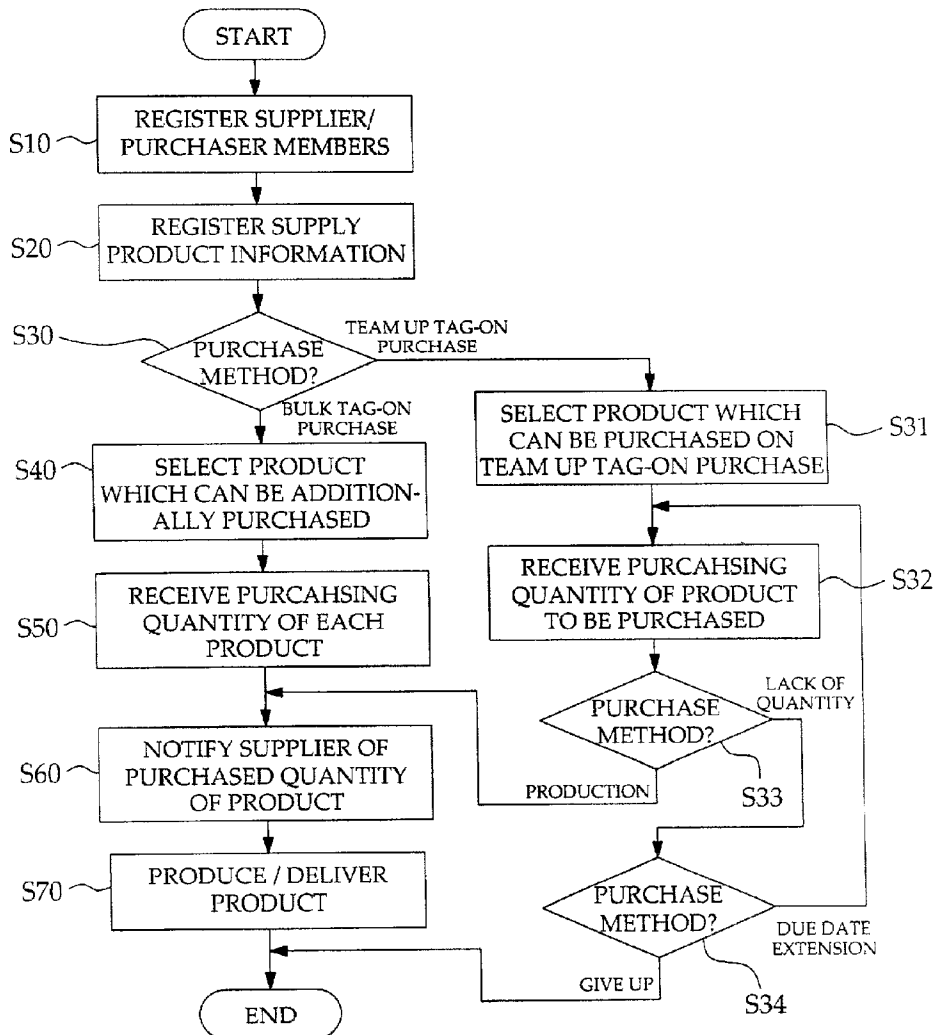 START
S10
REGISTER SUPPLIER/
PURCHASER MEMBERS
S20
REGISTER SUPPLY
PRODUCT INFORMATION
S30
PURCHASE
METHOD?
TEAM UP TAG-ON
PURCHASE
BULK TAG-ON
PURCHASE
SELECT PRODUCT WHICH
CAN BE PURCHASED ON
TEAM UP TAG-ON PURCHASE
S31
S40
SELECT PRODUCT
WHICH CAN BE ADDITION-
ALLY PURCHASED
RECEIVE PURCAHSING
QUANTITY OF PRODUCT
TO BE PURCHASED
S32
S50
RECEIVE PURCAHSING
QUANTITY OF EACH
PRODUCT
PURCHASE
METHOD?
LACK OF
QUANTITY
S33
PRODUCTION
S60
NOTIFY SUPPLIER OF
PURCHASED QUANTITY
OF PRODUCT
S70
PRODUCE / DELIVER
PRODUCT
PURCHASE
METHOD?
DUE DATE
EXTENSION
S34
GIVE UP
END